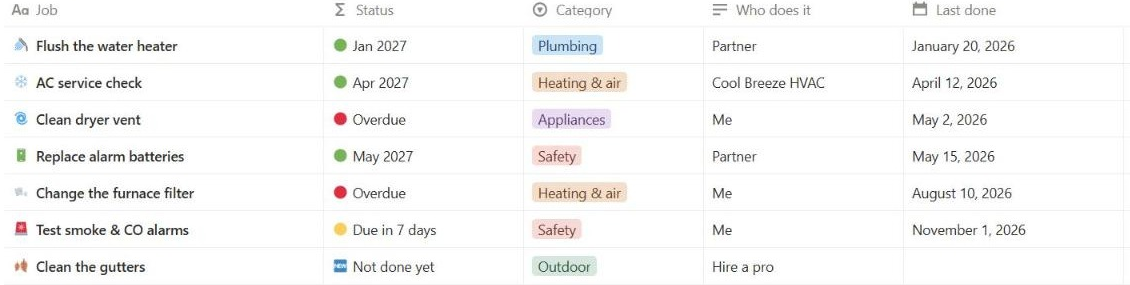 Aa Job Σ Status Category Who does it Last done
Flush the water heater Jan 2027 Plumbing Partner January 20, 2026
AC service check Apr 2027 Heating & air Cool Breeze HVAC April 12, 2026
Clean dryer vent Overdue Appliances Me May 2, 2026
Replace alarm batteries May 2027 Safety Partner May 15, 2026
Change the furnace filter Overdue Heating & air Me August 10, 2026
Test smoke & CO alarms Due in 7 days Safety Me November 1, 2026
Clean the gutters NEW Not done yet Outdoor Hire a pro